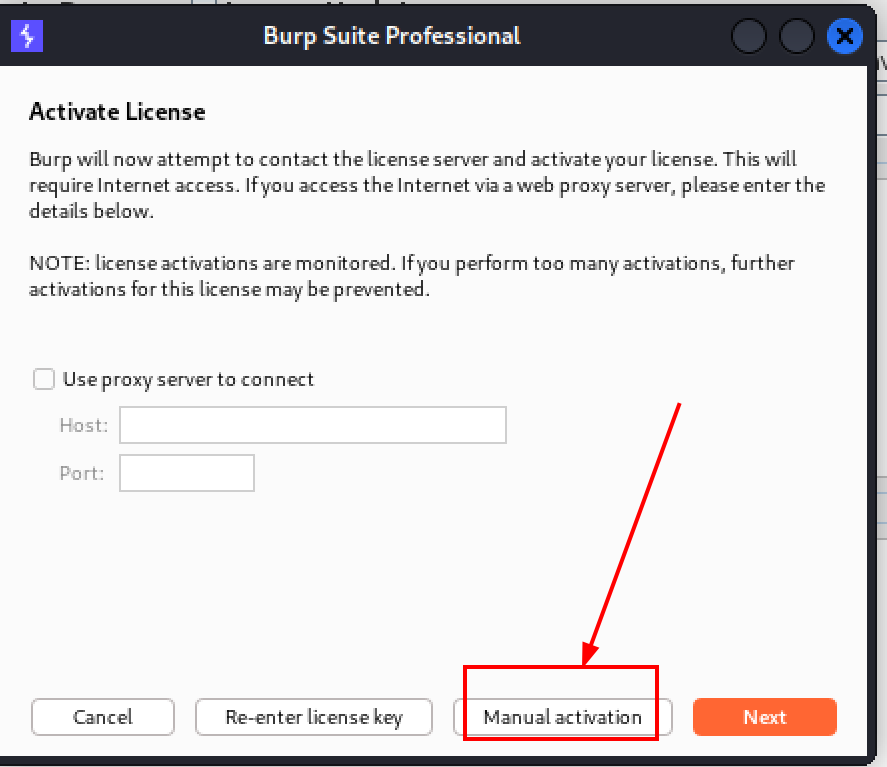 Burp Suite Professional
Activate License
Burp will now attempt to contact the license server and activate your license. This will
require Internet access. If you access the Internet via a web proxy server, please enter the
details below.
NOTE: license activations are monitored. If you perform too many activations, further
activations for this license may be prevented.
Use proxy server to connect
Host:
Port:
Cancel
Re-enter license key
Manual activation
Next